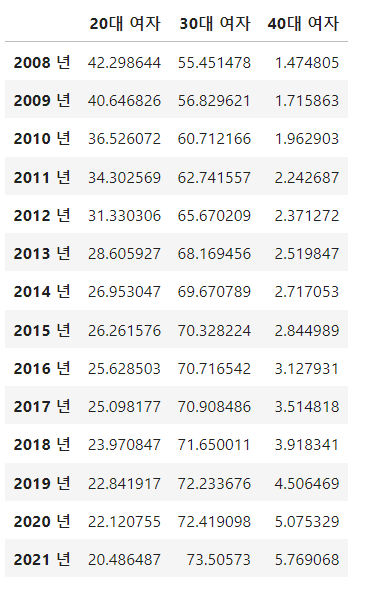 20대 여자 30대 여자 40대 여자
2008 년 42.298644 55.451478 1.474805
2009 년 40.646826 56.829621 1.715863
2010 년 36.526072 60.712166 1.962903
2011 년 34.302569 62.741557 2.242687
2012 년 31.330306 65.670209 2.371272
2013 년 28.605927 68.169456 2.519847
2014 년 26.953047 69.670789 2.717053
2015 년 26.261576 70.328224 2.844989
2016 년 25.628503 70.716542 3.127931
2017 년 25.098177 70.908486 3.514818
2018 년 23.970847 71.650011 3.918341
2019 년 22.841917 72.233676 4.506469
2020 년 22.120755 72.419098 5.075329
2021 년 20.486487 73.50573 5.769068